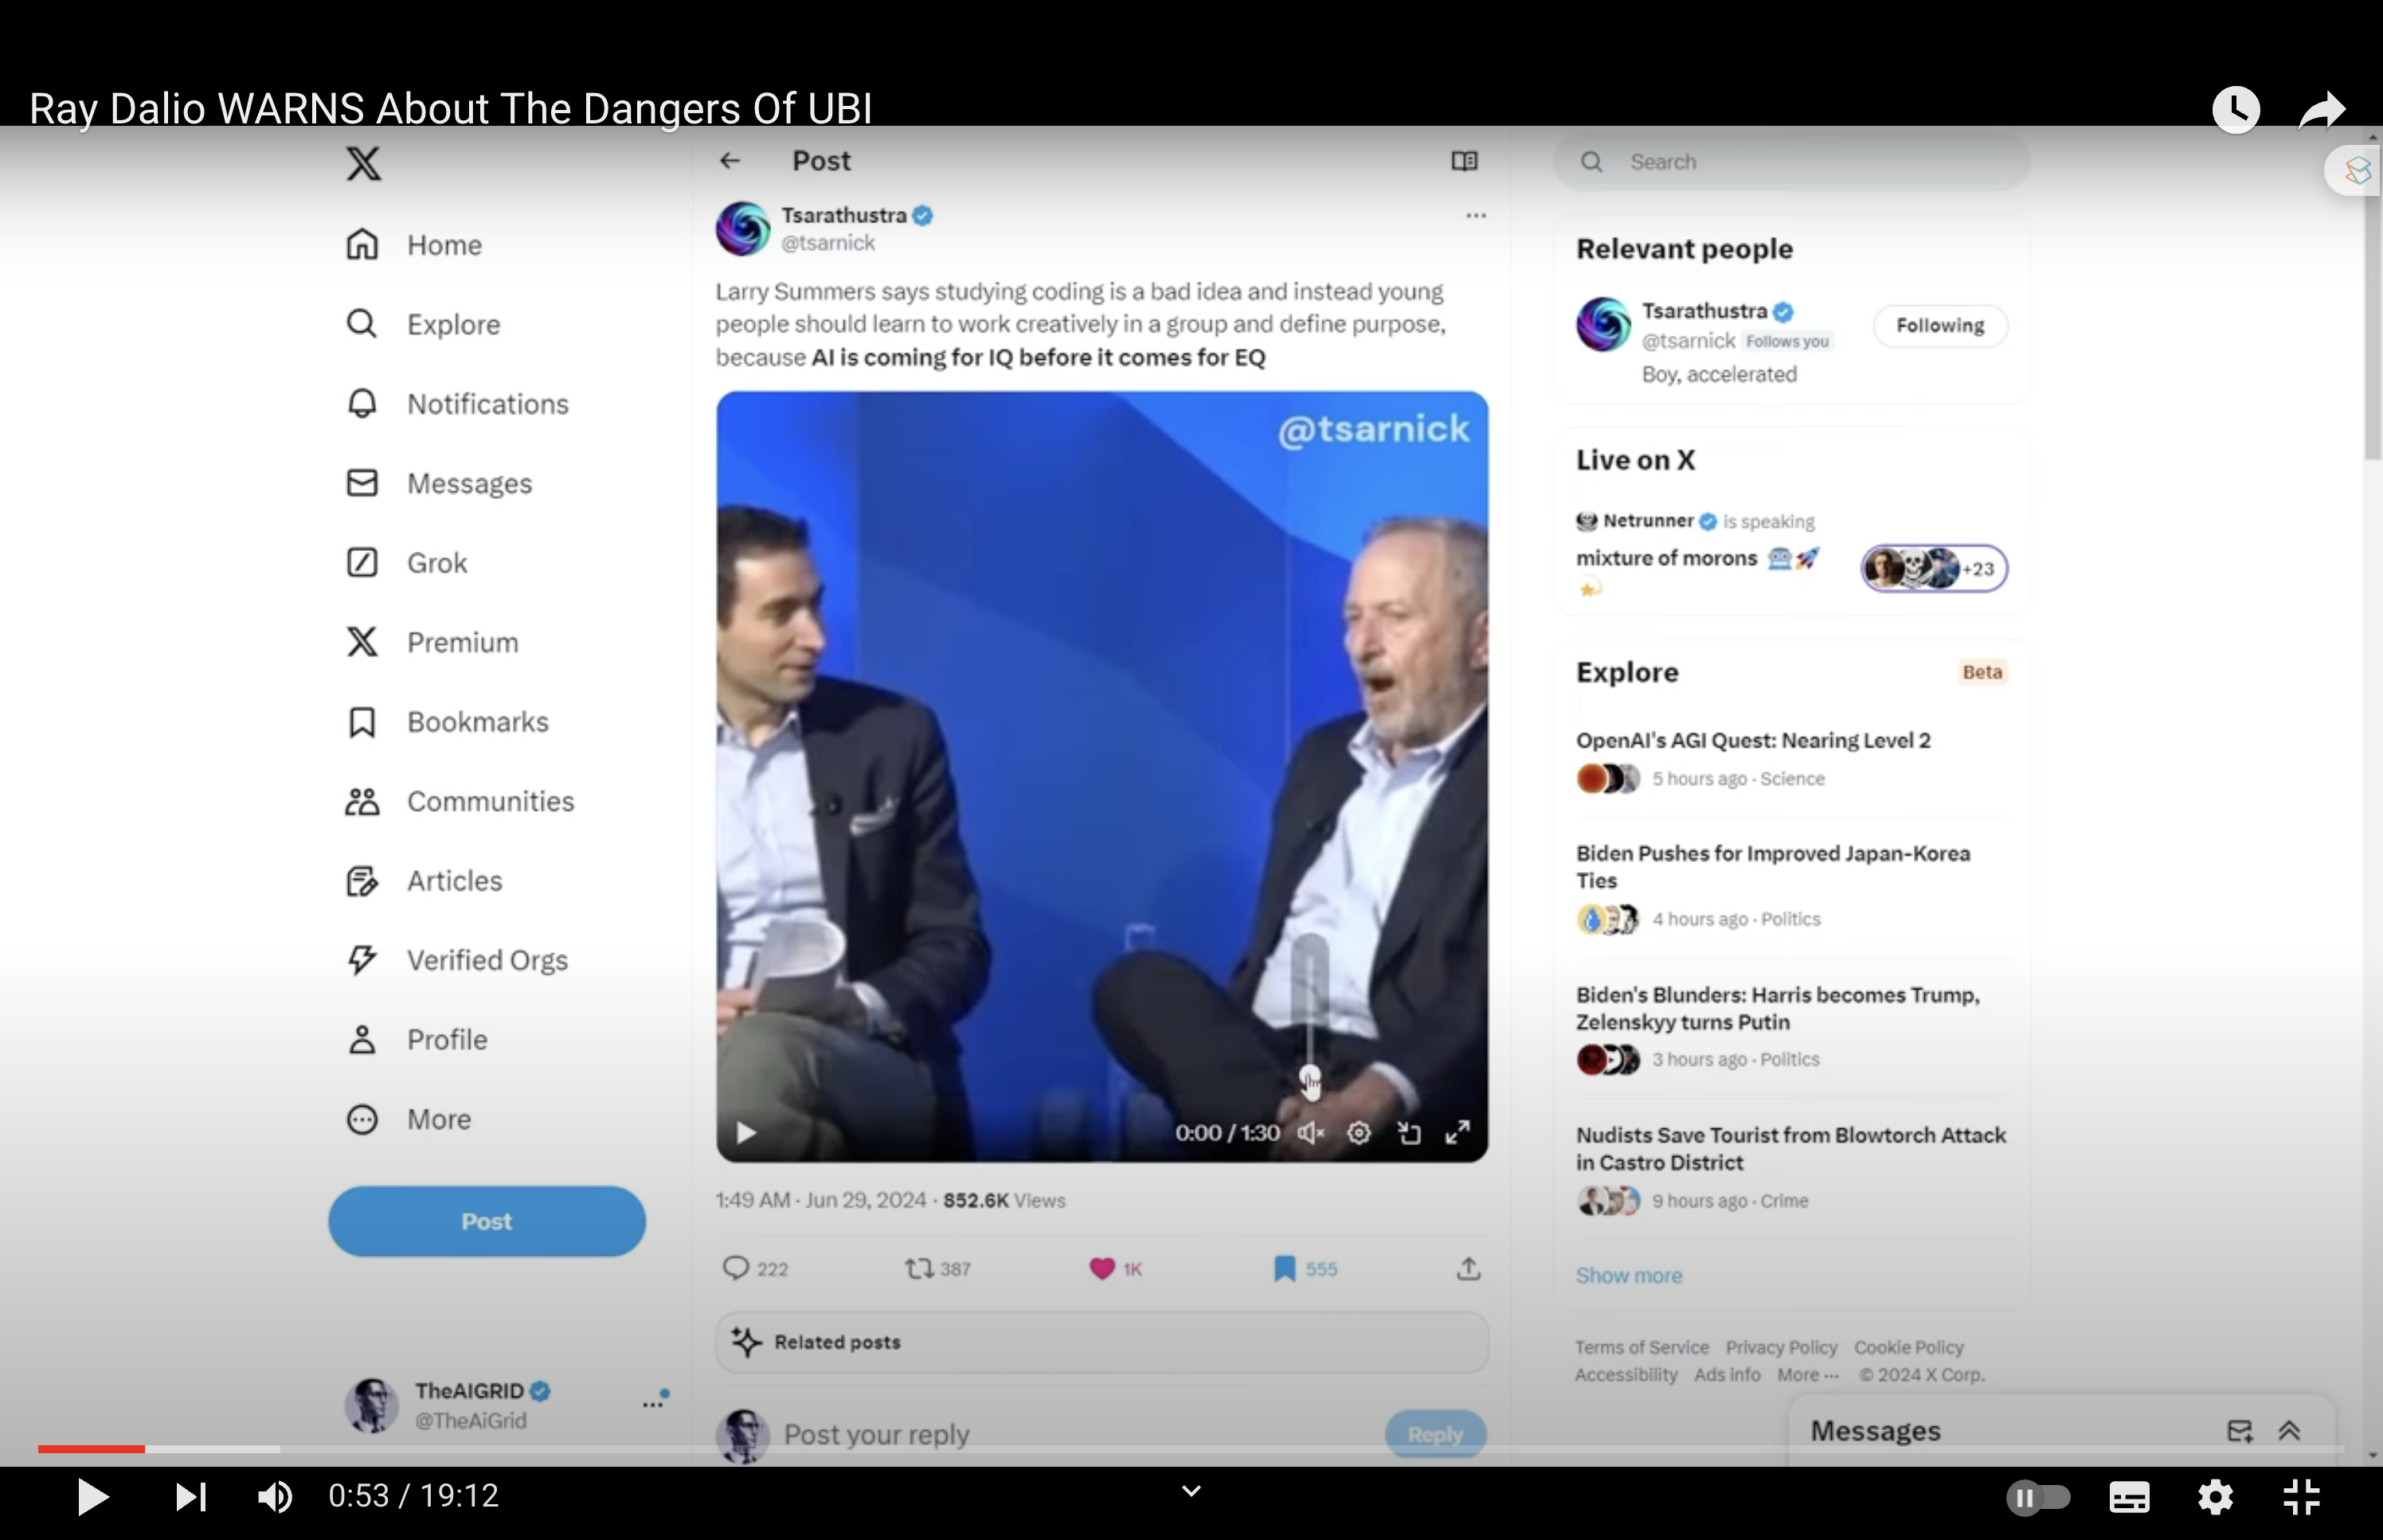 Ray Dalio WARNS About The Dangers Of UBI
Home
Explore
Notifications
Messages
Grok
Premium
Bookmarks
Communities
Articles
Verified Orgs
Profile
More
Post
TheAIGRID
@TheAiGrid
Post
Tsarathustra
@tsarnick
Larry Summers says studying coding is a bad idea and instead young
people should learn to work creatively in a group and define purpose,
because AI is coming for IQ before it comes for EQ
@tsarnick
0:00 / 1:30
1:49 AM · Jun 29, 2024 · 852.6K Views
222 387 1K 555
Related posts
Post your reply
Reply
Search
Relevant people
Tsarathustra
@tsarnick Follows you
Following
Boy, accelerated
Live on X
Netrunner is speaking
mixture of morons
+23
Explore
Beta
OpenAI's AGI Quest: Nearing Level 2
5 hours ago · Science
Biden Pushes for Improved Japan-Korea
Ties
4 hours ago · Politics
Biden's Blunders: Harris becomes Trump,
Zelenskyy turns Putin
3 hours ago · Politics
Nudists Save Tourist from Blowtorch Attack
in Castro District
9 hours ago · Crime
Show more
Terms of Service Privacy Policy Cookie Policy
Accessibility Ads info More ··· © 2024 X Corp.
Messages
0:53 / 19:12